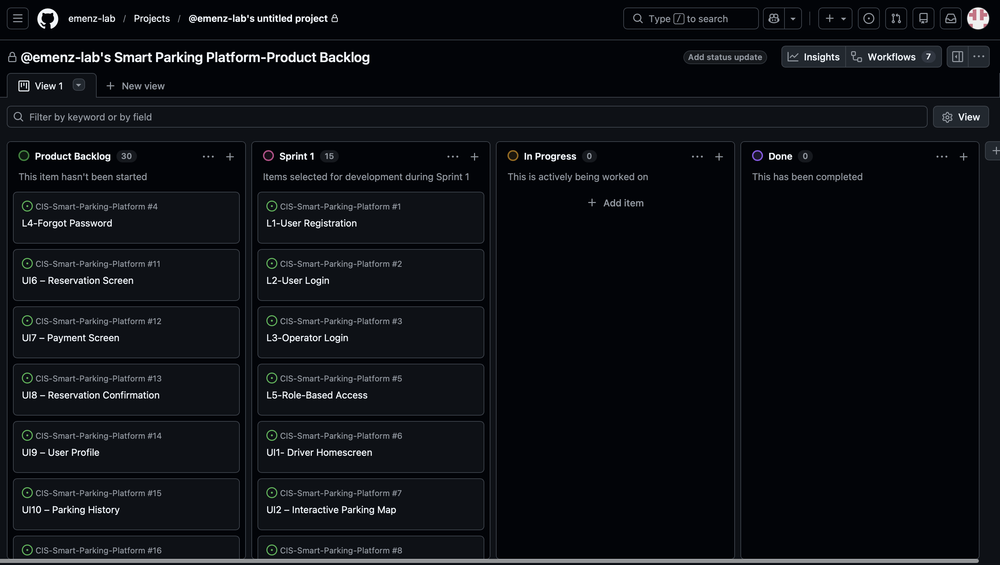 emenz-lab / Projects / @emenz-lab's untitled project
Type / to search
@emenz-lab's Smart Parking Platform-Product Backlog
Add status update
Insights
Workflows 7
View 1
New view
Filter by keyword or by field
View
Product Backlog 30
This item hasn't been started
CIS-Smart-Parking-Platform #4
L4-Forgot Password
CIS-Smart-Parking-Platform #11
UI6 – Reservation Screen
CIS-Smart-Parking-Platform #12
UI7 – Payment Screen
CIS-Smart-Parking-Platform #13
UI8 – Reservation Confirmation
CIS-Smart-Parking-Platform #14
UI9 – User Profile
CIS-Smart-Parking-Platform #15
UI10 – Parking History
CIS-Smart-Parking-Platform #16
Sprint 1 15
Items selected for development during Sprint 1
CIS-Smart-Parking-Platform #1
L1-User Registration
CIS-Smart-Parking-Platform #2
L2-User Login
CIS-Smart-Parking-Platform #3
L3-Operator Login
CIS-Smart-Parking-Platform #5
L5-Role-Based Access
CIS-Smart-Parking-Platform #6
UI1- Driver Homescreen
CIS-Smart-Parking-Platform #7
UI2 – Interactive Parking Map
CIS-Smart-Parking-Platform #8
In Progress 0
This is actively being worked on
Add item
Done 0
This has been completed